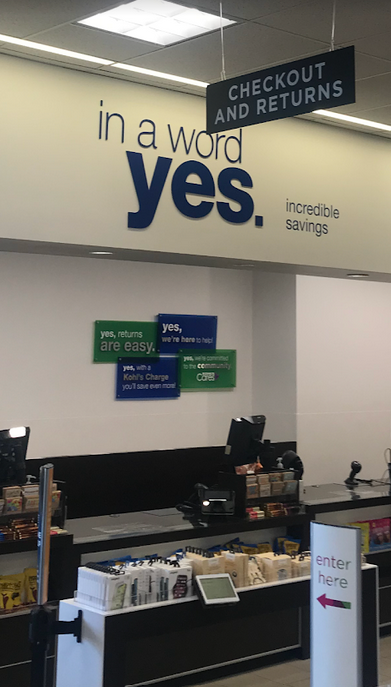 CHECKOUT
AND RETURNS
in a word
yes.
incredible
savings
yes, returns
are easy.
yes,
we're here to help!
yes, with a
Kohl's Charge
you'll save even more!
yes, we're committed
to the community.
Cares
enter
here